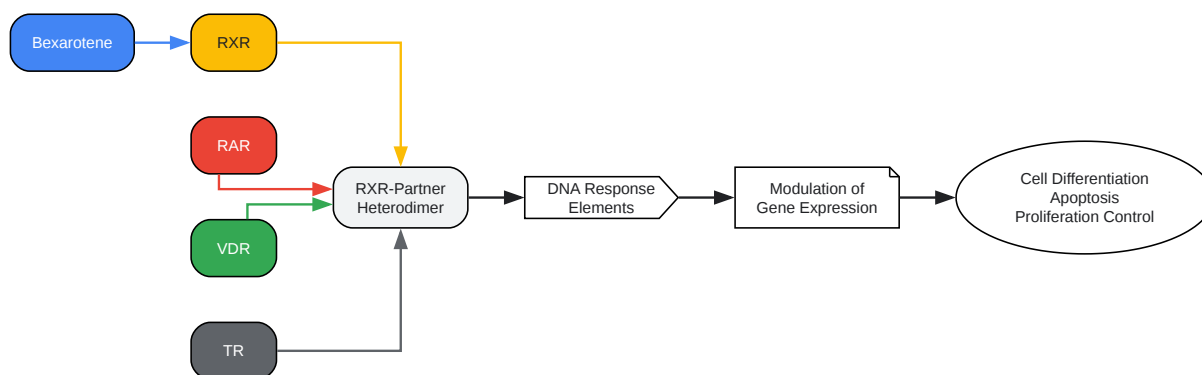 Bexarotene
RXR
RAR
VDR
TR
RXR-Partner
Heterodimer
DNA Response
Elements
Modulation of
Gene Expression
Cell Differentiation
Apoptosis
Proliferation Control